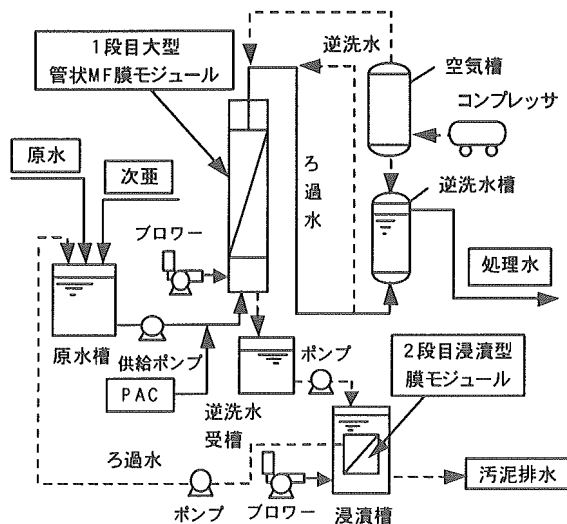 1段目大型
管状MF膜モジュール
逆洗水
空気槽
コンプレッサ
原水
次亜
ろ過水
逆洗水槽
ブロワー
処理水
原水槽
供給ポンプ
PAC
逆洗水
受槽
ポンプ
2段目浸漬型
膜モジュール
ろ過水
ポンプ
ブロワー
浸漬槽
汚泥排水